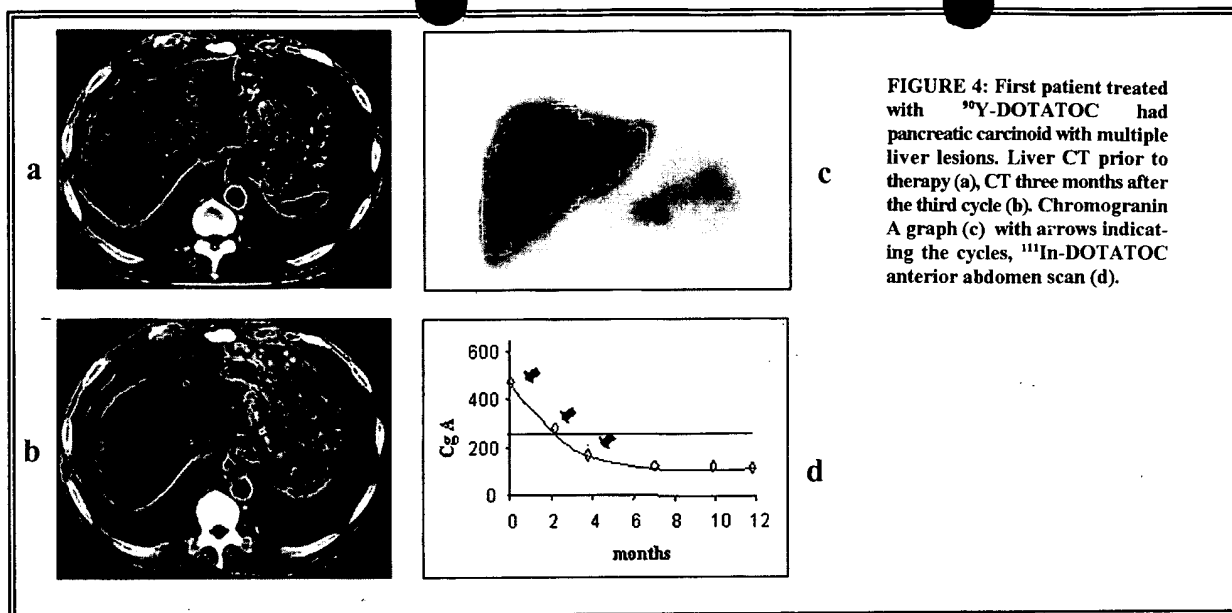 a
c
FIGURE 4: First patient treated
with ⁹⁰Y-DOTATOC had
pancreatic carcinoid with multiple
liver lesions. Liver CT prior to
therapy (a), CT three months after
the third cycle (b). Chromogranin
A graph (c) with arrows indicat-
ing the cycles, ¹¹¹In-DOTATOC
anterior abdomen scan (d).
b
d
600
400
200
0
Cg A
0 2 4 6 8 10 12
months